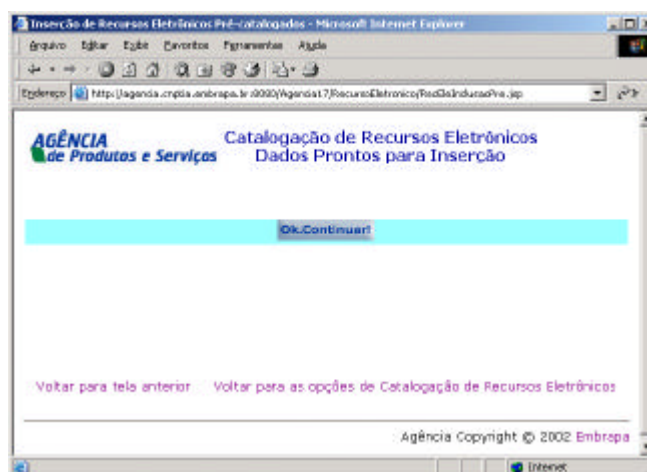 Inserção de Recursos Eletrônicos Pré-catalogados - Microsoft Internet Explorer
Arquivo Editar Exibir Favoritos Ferramentas Ajuda
Endereço
AGÊNCIA
de Produtos e Serviços
Catalogação de Recursos Eletrônicos
Dados Prontos para Inserção
Ok.Continuar!
Voltar para tela anterior Voltar para as opções de Catalogação de Recursos Eletrônicos
Agência Copyright © 2002 Embrapa
Internet